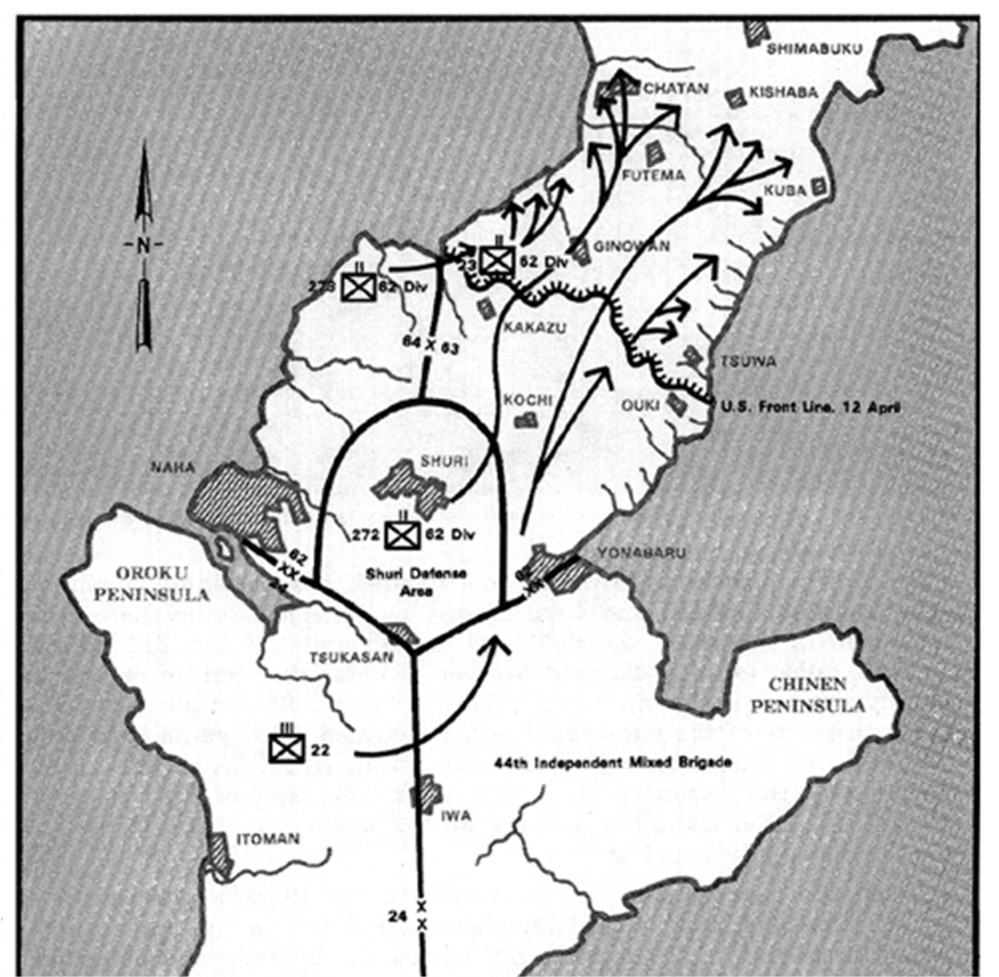 SHIMABUKU
CHATAN
KISHABA
FUTEMA
KUBA
-N-
GINOWAN
23
62 Div
273
62 Div
KAKAZU
64 X 63
TSUWA
KOCHI
OUKI
U.S. Front Line, 12 April
NAHA
SHURI
272
62 Div
YONABARU
62
XX
24
XX
Shuri Defense
Area
OROKU
PENINSULA
TSUKASAN
CHINEN
PENINSULA
22
44th Independent Mixed Brigade
IWA
ITOMAN
24
X
X